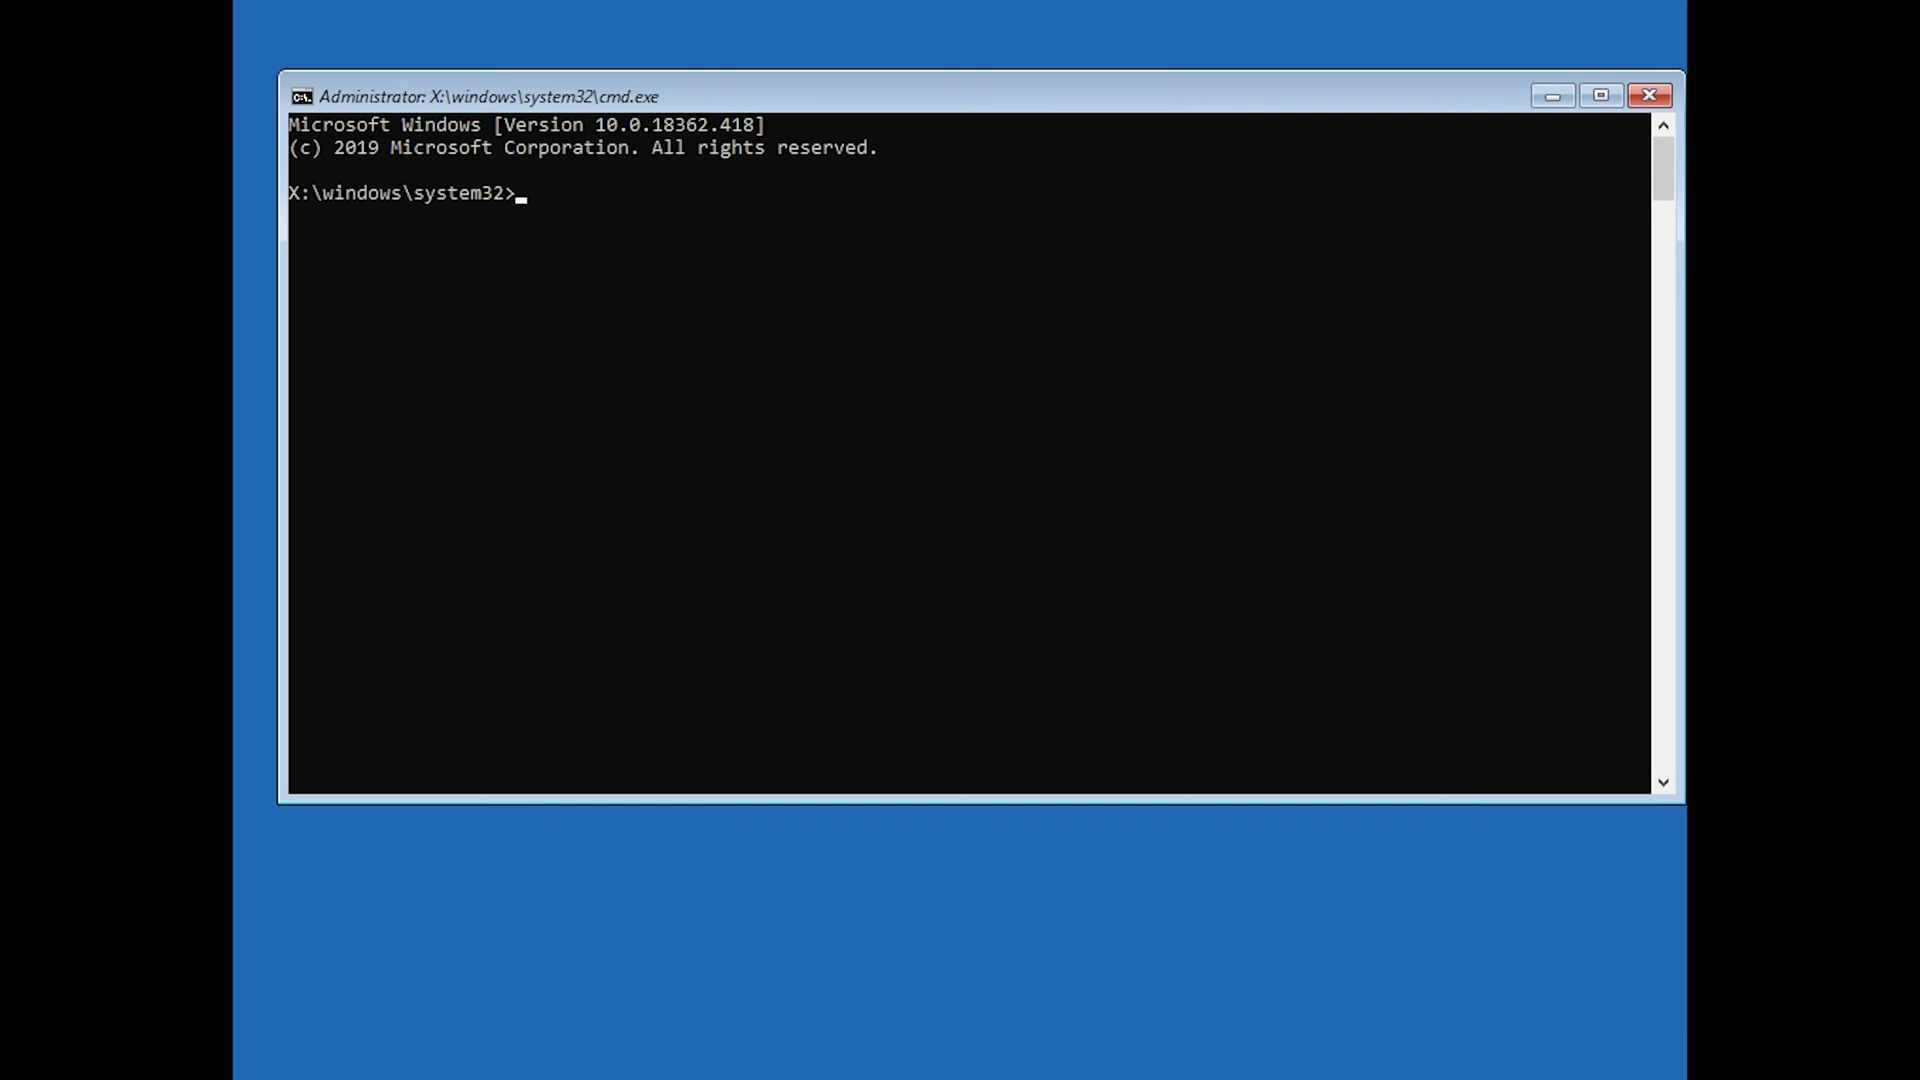 Administrator: X:\windows\system32\cmd.exe
Microsoft Windows [Version 10.0.18362.418]
(c) 2019 Microsoft Corporation. All rights reserved.
X:\windows\system32>